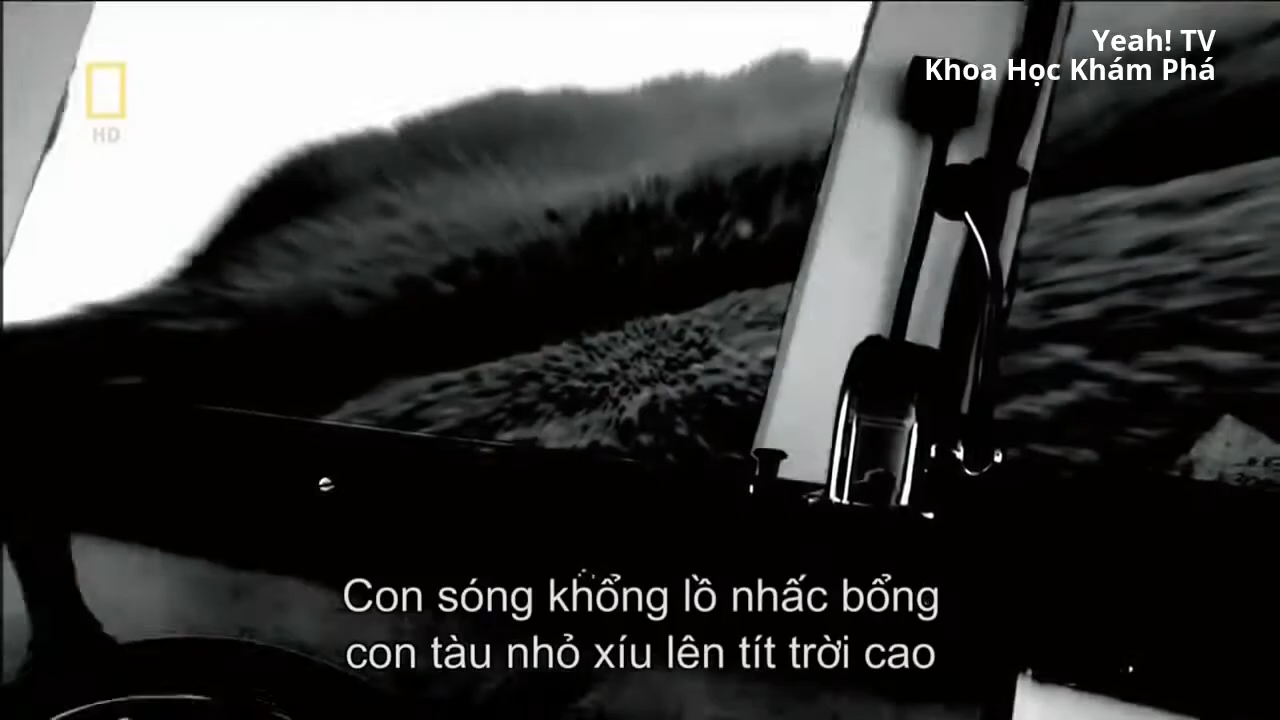 Yeah! TV
Khoa Học Khám Phá
HD
Con sóng khổng lồ nhấc bổng
con tàu nhỏ xíu lên tít trời cao